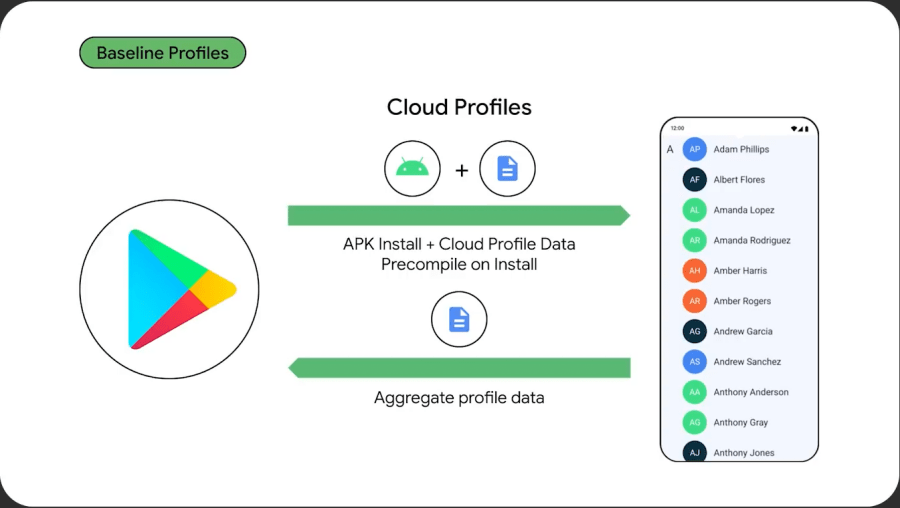 Baseline Profiles
Cloud Profiles
+
APK Install + Cloud Profile Data
Precompile on Install
Aggregate profile data
12:00
A
AP Adam Phillips
AF Albert Flores
AL Amanda Lopez
AR Amanda Rodriguez
AH Amber Harris
AR Amber Rogers
AG Andrew Garcia
AS Andrew Sanchez
AA Anthony Anderson
AG Anthony Gray
AJ Anthony Jones